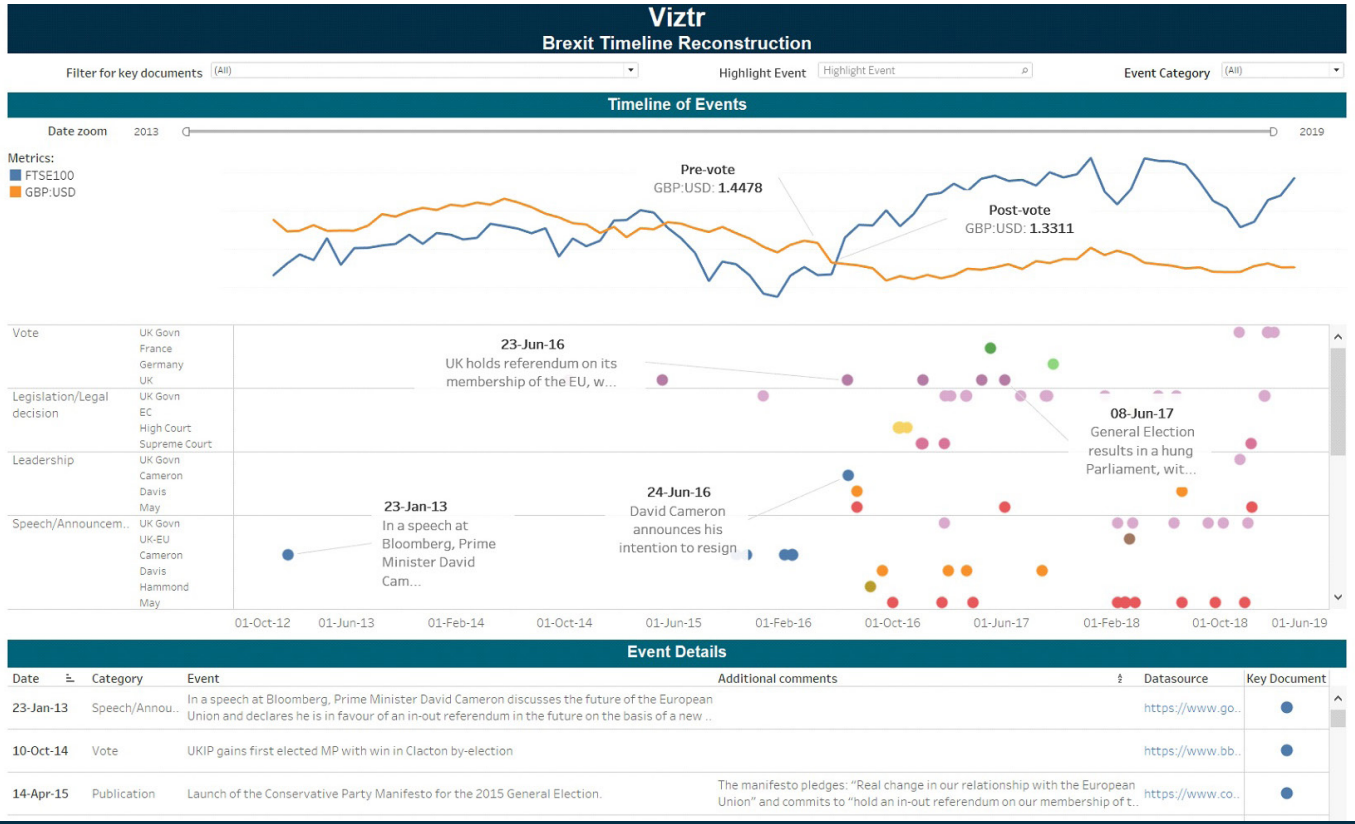 Viztr
Brexit Timeline Reconstruction
Filter for key documents (All)
Highlight Event Highlight Event
Event Category (All)
Timeline of Events
Date zoom 2013 2019
Metrics:
FTSE100
GBP:USD
Pre-vote
GBP:USD: 1.4478
Post-vote
GBP:USD: 1.3311
Vote
UK Govn
France
Germany
UK
Legislation/Legal
decision
UK Govn
EC
High Court
Supreme Court
Leadership
UK Govn
Cameron
Davis
May
Speech/Announcem..
UK Govn
UK-EU
Cameron
Davis
Hammond
May
23-Jun-16
UK holds referendum on its
membership of the EU, w...
08-Jun-17
General Election
results in a hung
Parliament, wit...
23-Jan-13
In a speech at
Bloomberg, Prime
Minister David
Cam...
24-Jun-16
David Cameron
announces his
intention to resign
01-Oct-12 01-Jun-13 01-Feb-14 01-Oct-14 01-Jun-15 01-Feb-16 01-Oct-16 01-Jun-17 01-Feb-18 01-Oct-18 01-Jun-19
Event Details
Date Category Event Additional comments Datasource Key Document
23-Jan-13 Speech/Annou..
In a speech at Bloomberg, Prime Minister David Cameron discusses the future of the European
Union and declares he is in favour of an in-out referendum in the future on the basis of a new ..
https://www.go..
10-Oct-14 Vote UKIP gains first elected MP with win in Clacton by-election https://www.bb..
14-Apr-15 Publication Launch of the Conservative Party Manifesto for the 2015 General Election.
The manifesto pledges: "Real change in our relationship with the European
Union" and commits to "hold an in-out referendum on our membership of t..
https://www.co..